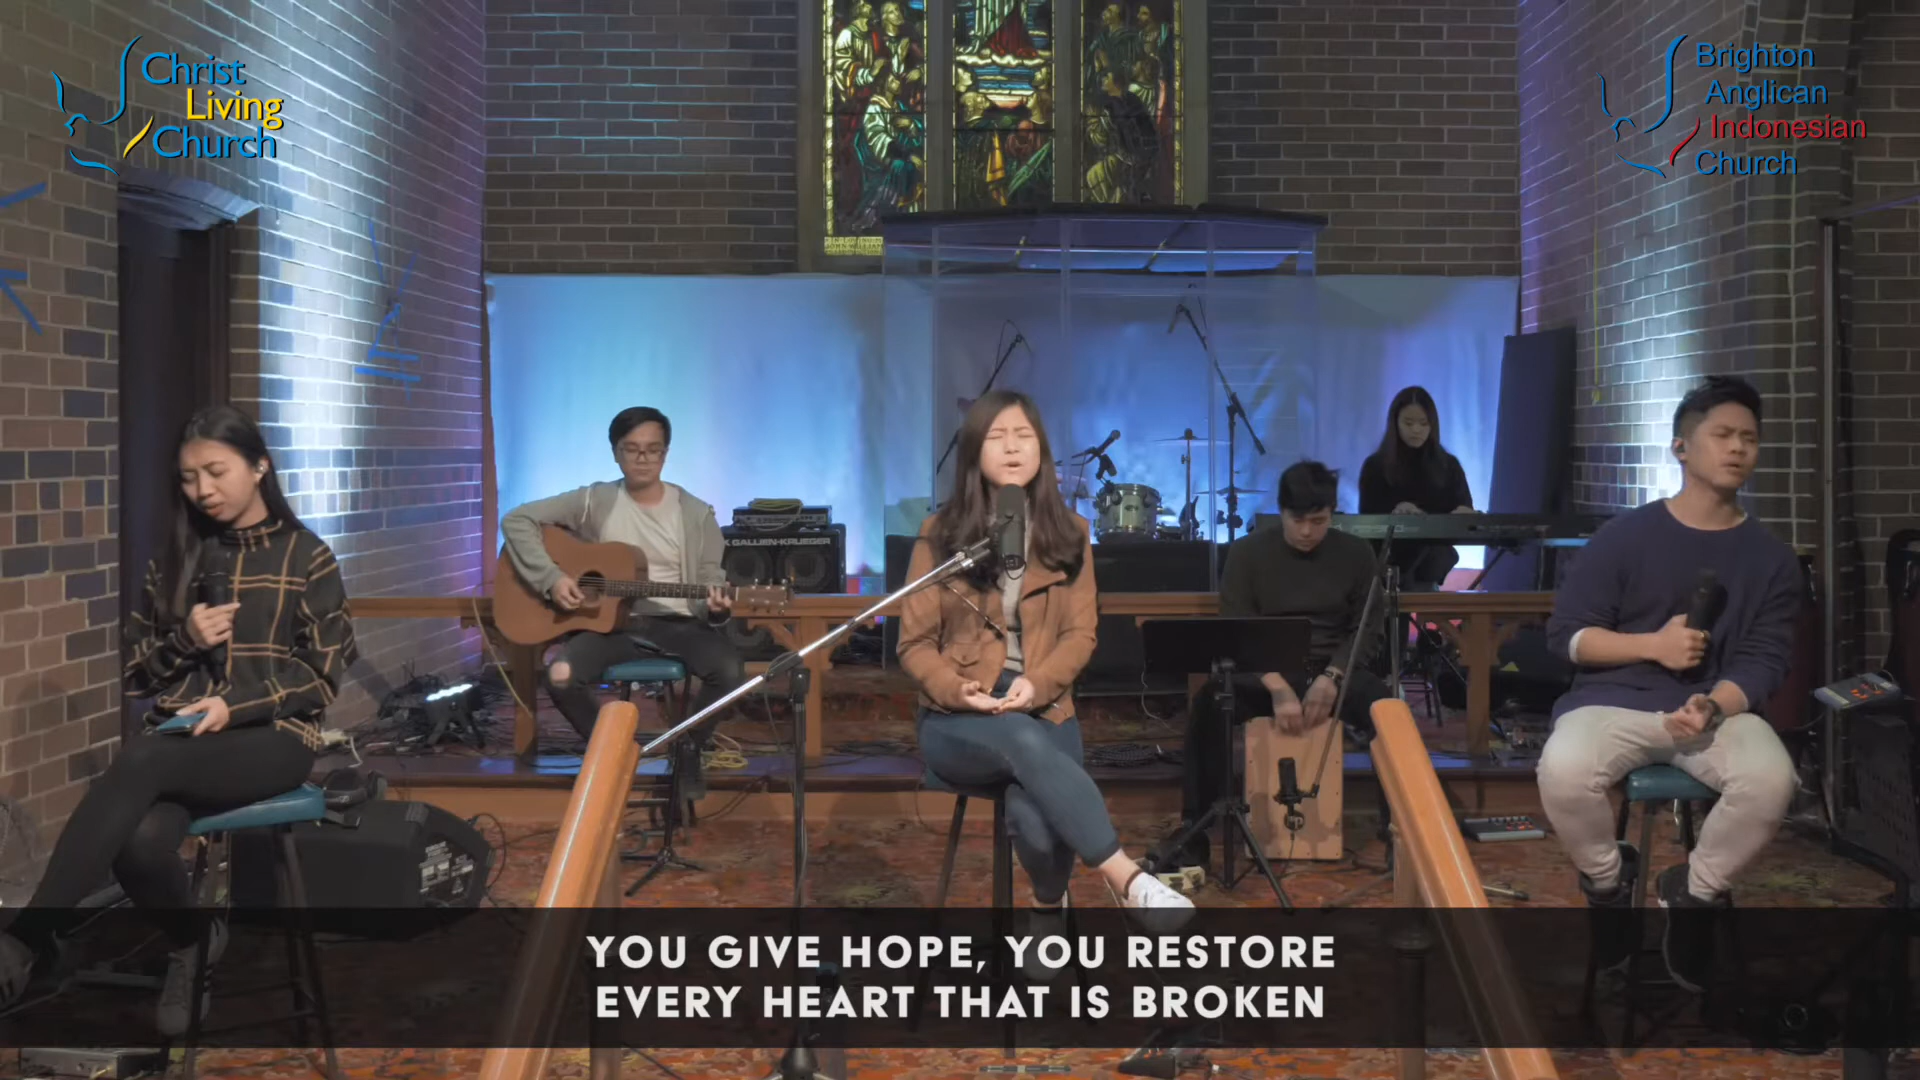 Christ
Living
Church
Brighton
Anglican
Indonesian
Church
GALLIEN-KRUEGER
YOU GIVE HOPE, YOU RESTORE
EVERY HEART THAT IS BROKEN